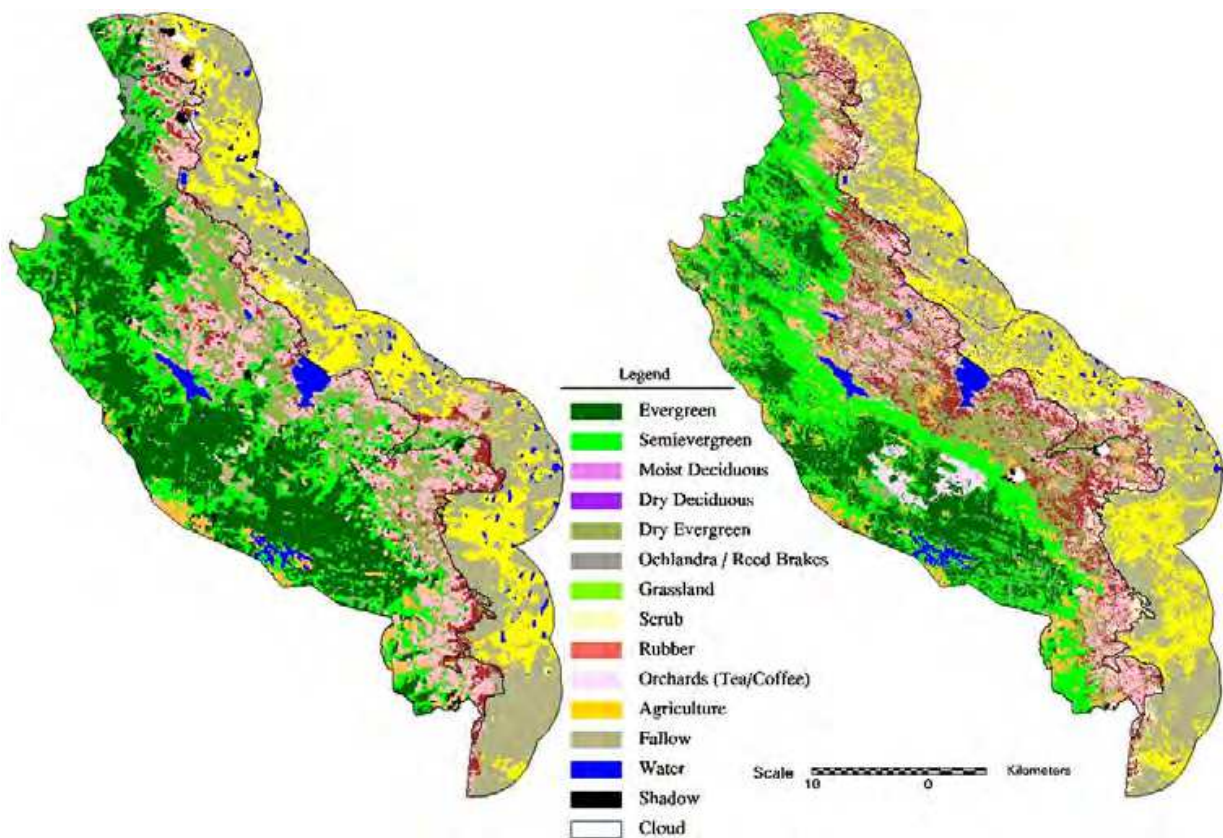 Legend
Evergreen
Semievergreen
Moist Deciduous
Dry Deciduous
Dry Evergreen
Ochlandra / Reed Brakes
Grassland
Scrub
Rubber
Orchards (Tea/Coffee)
Agriculture
Fallow
Water
Shadow
Cloud
Scale
Kilometers
10 0